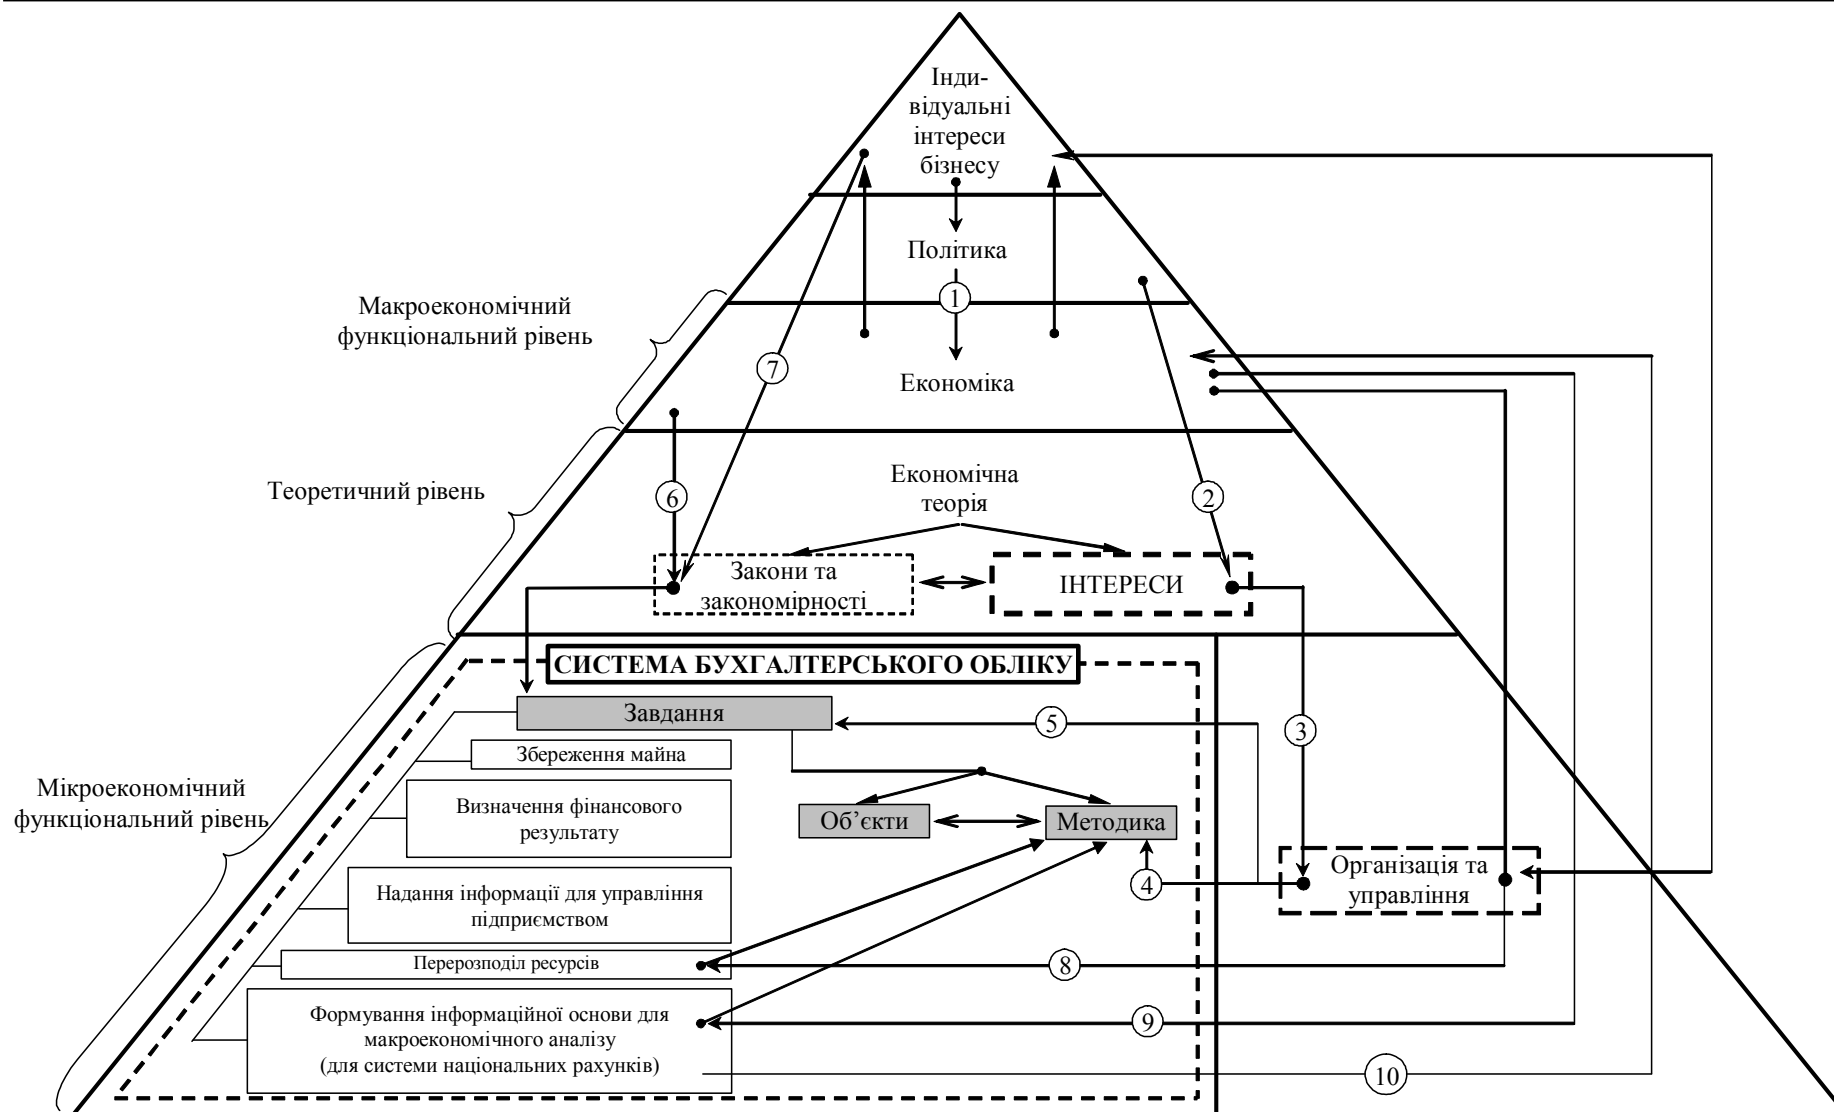 Інди-
відуальні
інтереси
бізнесу
Політика
1
Макроекономічний
функціональний рівень
7
Економіка
Теоретичний рівень
Економічна
теорія
6
2
Закони та
закономірності
ІНТЕРЕСИ
СИСТЕМА БУХГАЛТЕРСЬКОГО ОБЛІКУ
Завдання
5
3
Збереження майна
Мікроекономічний
функціональний рівень
Визначення фінансового
результату
Об’єкти
Методика
Надання інформації для управління
підприємством
4
Організація та
управління
Перерозподіл ресурсів
8
Формування інформаційної основи для
макроекономічного аналізу
(для системи національних рахунків)
9
10